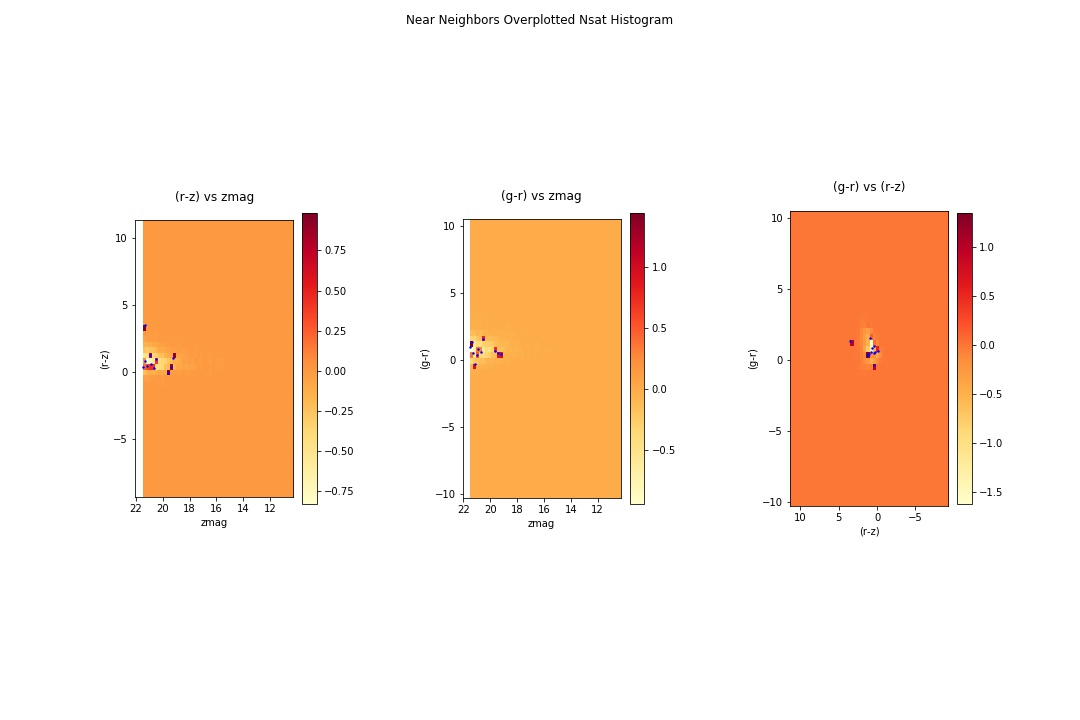 Near Neighbors Overplotted Nsat Histogram
(r-z) vs zmag
(r-z)
10
5
0
−5
22 20 18 16 14 12
zmag
0.75
0.50
0.25
0.00
−0.25
−0.50
−0.75
(g-r) vs zmag
(g-r)
10
5
0
−5
−10
22 20 18 16 14 12
zmag
1.0
0.5
0.0
−0.5
(g-r) vs (r-z)
(g-r)
10
5
0
−5
−10
10 5 0 −5
(r-z)
1.0
0.5
0.0
−0.5
−1.0
−1.5